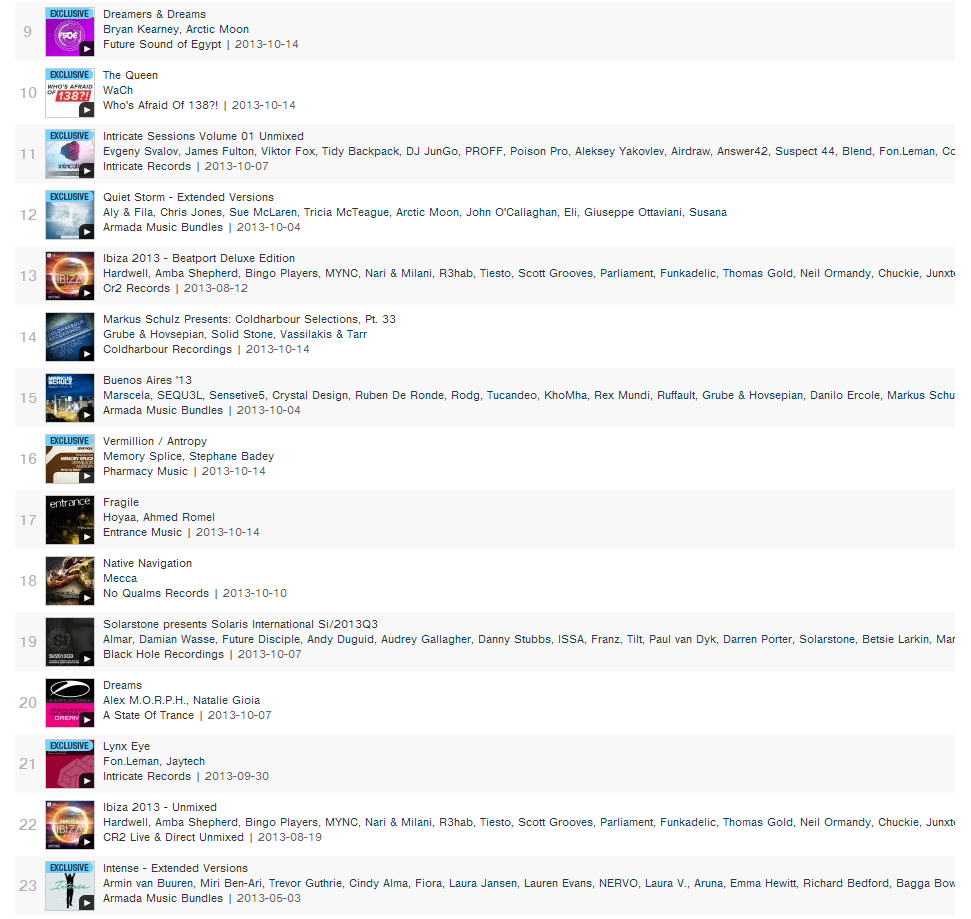 9
EXCLUSIVE
FSOE
Dreamers & Dreams
Bryan Kearney, Arctic Moon
Future Sound of Egypt | 2013-10-14
10
EXCLUSIVE
WHO'S AFRAID
OF 138?!
The Queen
WaCh
Who's Afraid Of 138?! | 2013-10-14
11
EXCLUSIVE
Intricate Sessions Volume 01 Unmixed
Evgeny Svalov, James Fulton, Viktor Fox, Tidy Backpack, DJ JunGo, PROFF, Poison Pro, Aleksey Yakovlev, Airdraw, Answer42, Suspect 44, Blend, Fon.Leman, Co
Intricate Records | 2013-10-07
12
EXCLUSIVE
Quiet Storm - Extended Versions
Aly & Fila, Chris Jones, Sue McLaren, Tricia McTeague, Arctic Moon, John O'Callaghan, Eli, Giuseppe Ottaviani, Susana
Armada Music Bundles | 2013-10-04
13
IBIZA
Ibiza 2013 - Beatport Deluxe Edition
Hardwell, Amba Shepherd, Bingo Players, MYNC, Nari & Milani, R3hab, Tiesto, Scott Grooves, Parliament, Funkadelic, Thomas Gold, Neil Ormandy, Chuckie, Junxte
Cr2 Records | 2013-08-12
14
Markus Schulz Presents: Coldharbour Selections, Pt. 33
Grube & Hovsepian, Solid Stone, Vassilakis & Tarr
Coldharbour Recordings | 2013-10-14
15
MARKUS
SCHULZ
Buenos Aires '13
Marscela, SEQU3L, Sensetive5, Crystal Design, Ruben De Ronde, Rodg, Tucandeo, KhoMha, Rex Mundi, Ruffault, Grube & Hovsepian, Danilo Ercole, Markus Schu
Armada Music Bundles | 2013-10-04
16
EXCLUSIVE
MEMORY SPLICE
Vermillion / Antropy
Memory Splice, Stephane Badey
Pharmacy Music | 2013-10-14
17
entrance
Fragile
Hoyaa, Ahmed Romel
Entrance Music | 2013-10-14
18
Native Navigation
Mecca
No Qualms Records | 2013-10-10
19
Si/2013Q3
Solarstone presents Solaris International Si/2013Q3
Almar, Damian Wasse, Future Disciple, Andy Duguid, Audrey Gallagher, Danny Stubbs, ISSA, Franz, Tilt, Paul van Dyk, Darren Porter, Solarstone, Betsie Larkin, Mar
Black Hole Recordings | 2013-10-07
20
DREAM
Dreams
Alex M.O.R.P.H., Natalie Gioia
A State Of Trance | 2013-10-07
21
EXCLUSIVE
Lynx Eye
Fon.Leman, Jaytech
Intricate Records | 2013-09-30
22
IBIZA
Ibiza 2013 - Unmixed
Hardwell, Amba Shepherd, Bingo Players, MYNC, Nari & Milani, R3hab, Tiesto, Scott Grooves, Parliament, Funkadelic, Thomas Gold, Neil Ormandy, Chuckie, Junxte
CR2 Live & Direct Unmixed | 2013-08-19
23
EXCLUSIVE
Intense - Extended Versions
Armin van Buuren, Miri Ben-Ari, Trevor Guthrie, Cindy Alma, Fiora, Laura Jansen, Lauren Evans, NERVO, Laura V., Aruna, Emma Hewitt, Richard Bedford, Bagga Bow
Armada Music Bundles | 2013-05-03